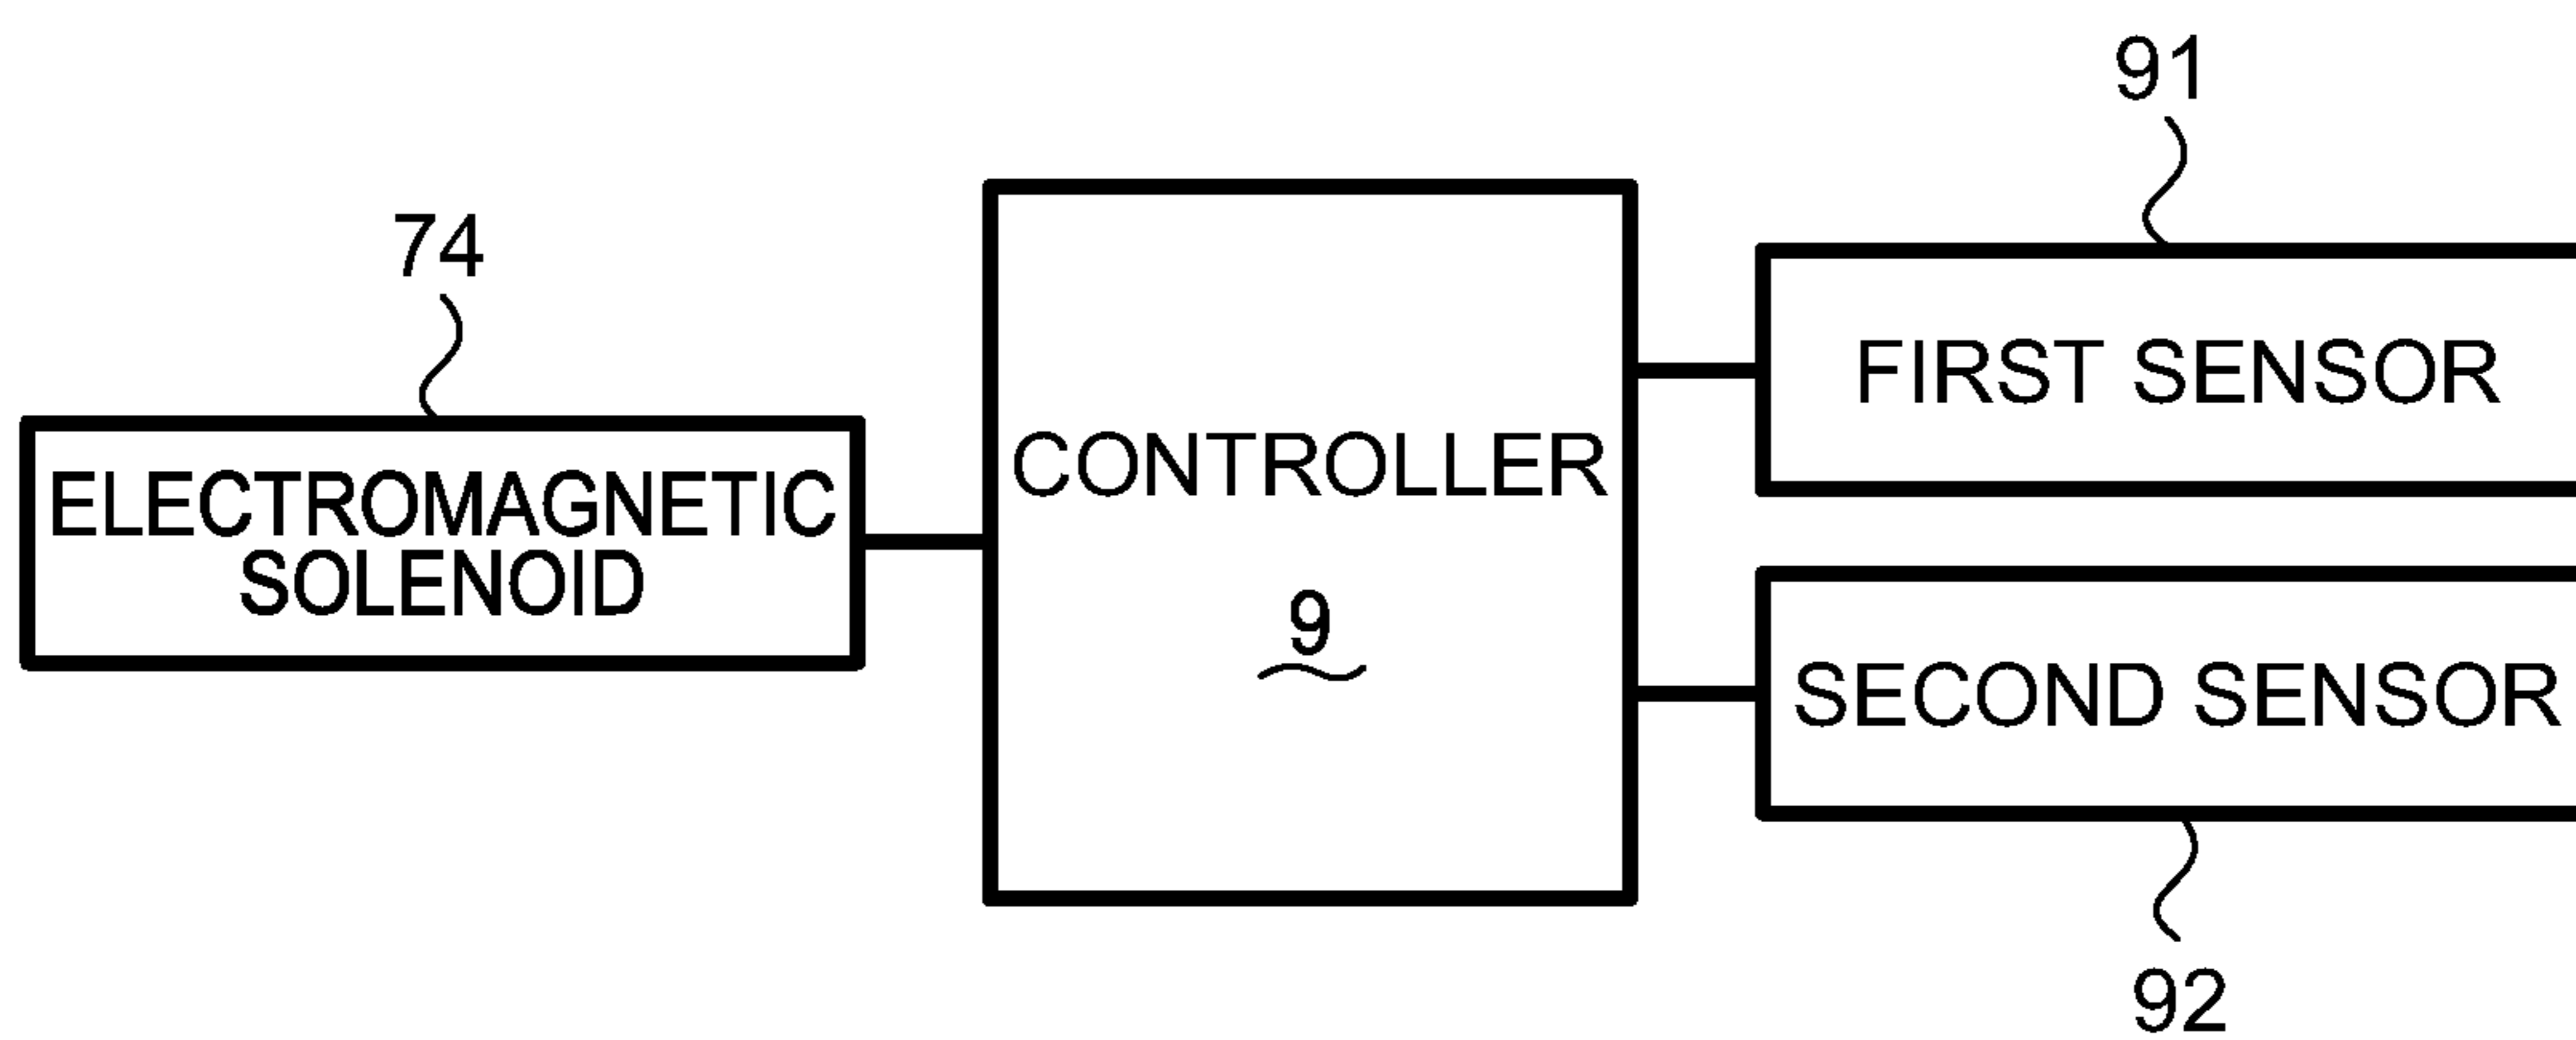 91
74
FIRST SENSOR
CONTROLLER
ELECTROMAGNETIC
SOLENOID
9
SECOND SENSOR
92